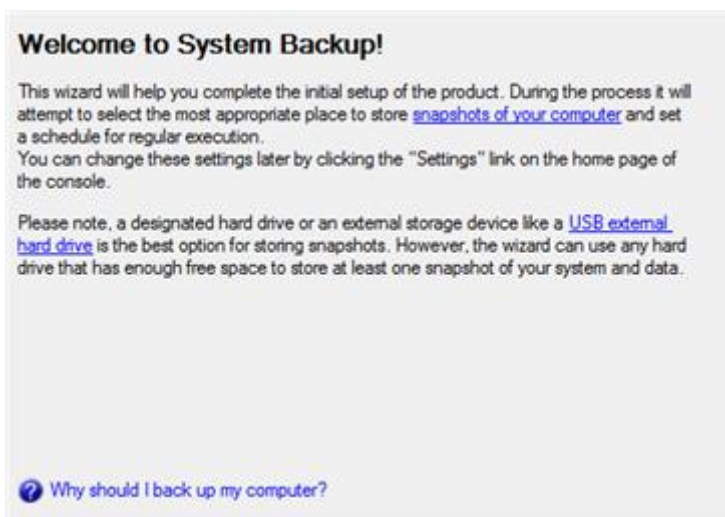 Welcome to System Backup!
This wizard will help you complete the initial setup of the product. During the process it will
attempt to select the most appropriate place to store snapshots of your computer and set
a schedule for regular execution.
You can change these settings later by clicking the "Settings" link on the home page of
the console.
Please note, a designated hard drive or an external storage device like a USB external
hard drive is the best option for storing snapshots. However, the wizard can use any hard
drive that has enough free space to store at least one snapshot of your system and data.
? Why should I back up my computer?